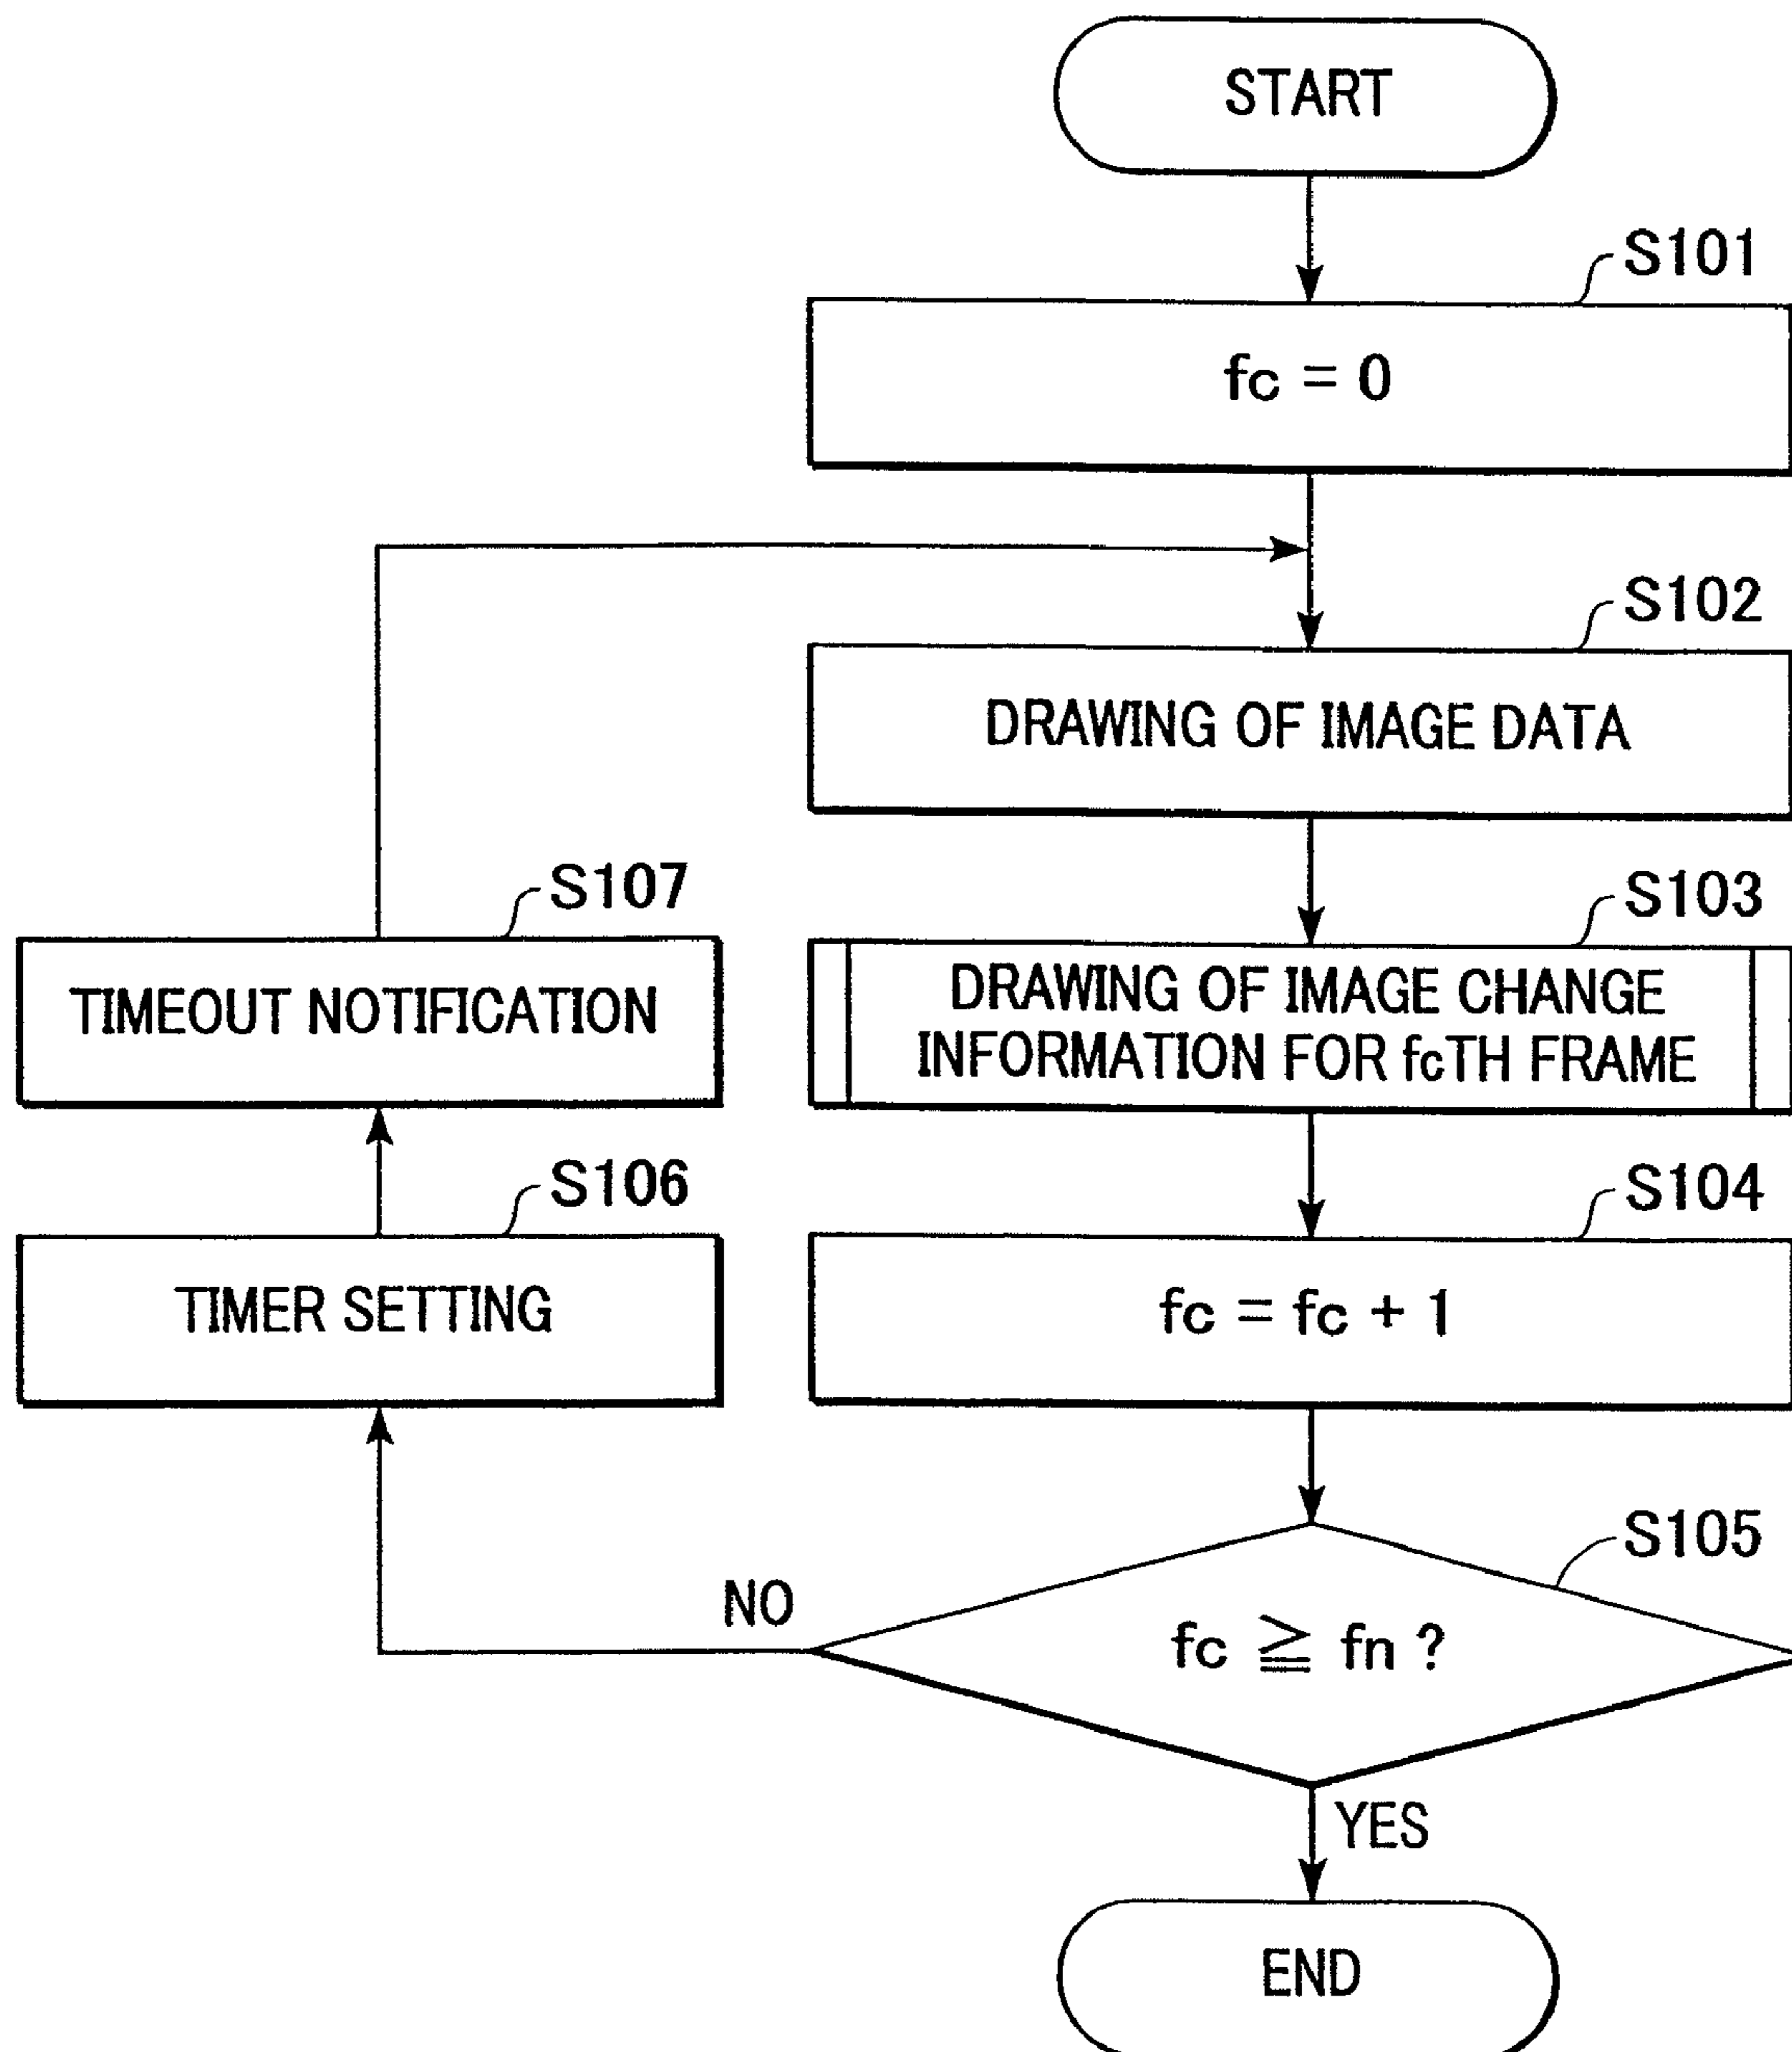 START
S101
fc = 0
S102
DRAWING OF IMAGE DATA
S103
DRAWING OF IMAGE CHANGE
INFORMATION FOR fcTH FRAME
S104
fc = fc + 1
S105
fc ≧ fn ?
NO
S106
TIMER SETTING
S107
TIMEOUT NOTIFICATION
YES
END